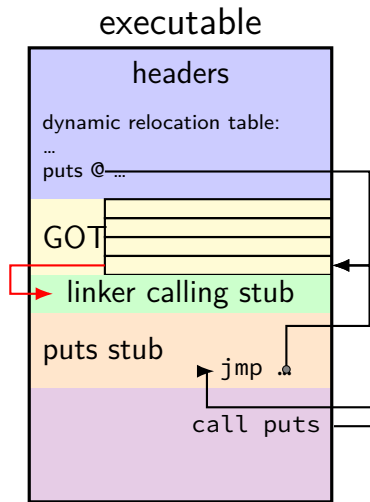 executable
headers
dynamic relocation table:
…
puts @ …
GOT
linker calling stub
puts stub
jmp …
call puts